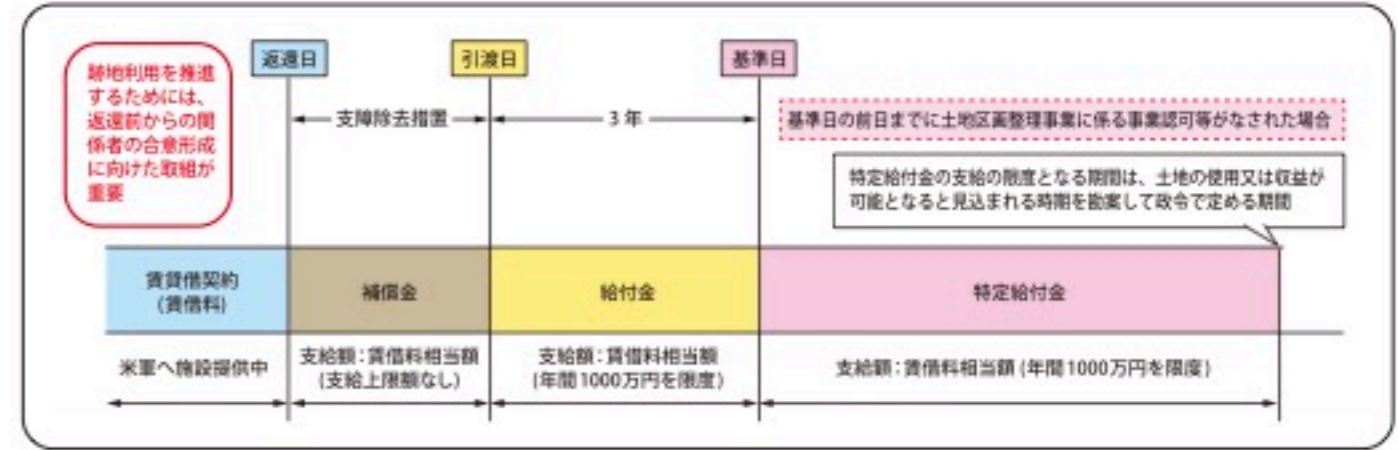 跡地利用を推進
するためには、
返還前からの関
係者の合意形成
に向けた取組が
重要
返還日
引渡日
基準日
支障除去措置
3年
基準日の前日までに土地区画整理事業に係る事業認可等がなされた場合
特定給付金の支給の限度となる期間は、土地の使用又は収益が
可能となると見込まれる時期を勘案して政令で定める期間
賃貸借契約
(賃借料)
補償金
給付金
特定給付金
米軍へ施設提供中
支給額:賃借料相当額
(支給上限額なし)
支給額:賃借料相当額
(年間1000万円を限度)
支給額:賃借料相当額(年間1000万円を限度)